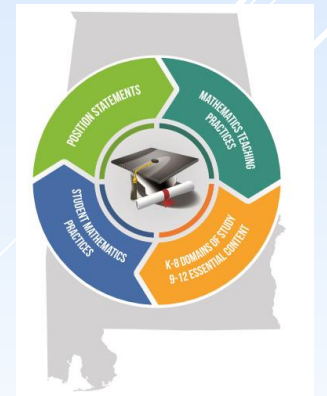 POSITION STATEMENTS
MATHEMATICS TEACHING
PRACTICES
STUDENT MATHEMATICS
PRACTICES
K-8 DOMAINS OF STUDY
9-12 ESSENTIAL CONTENT